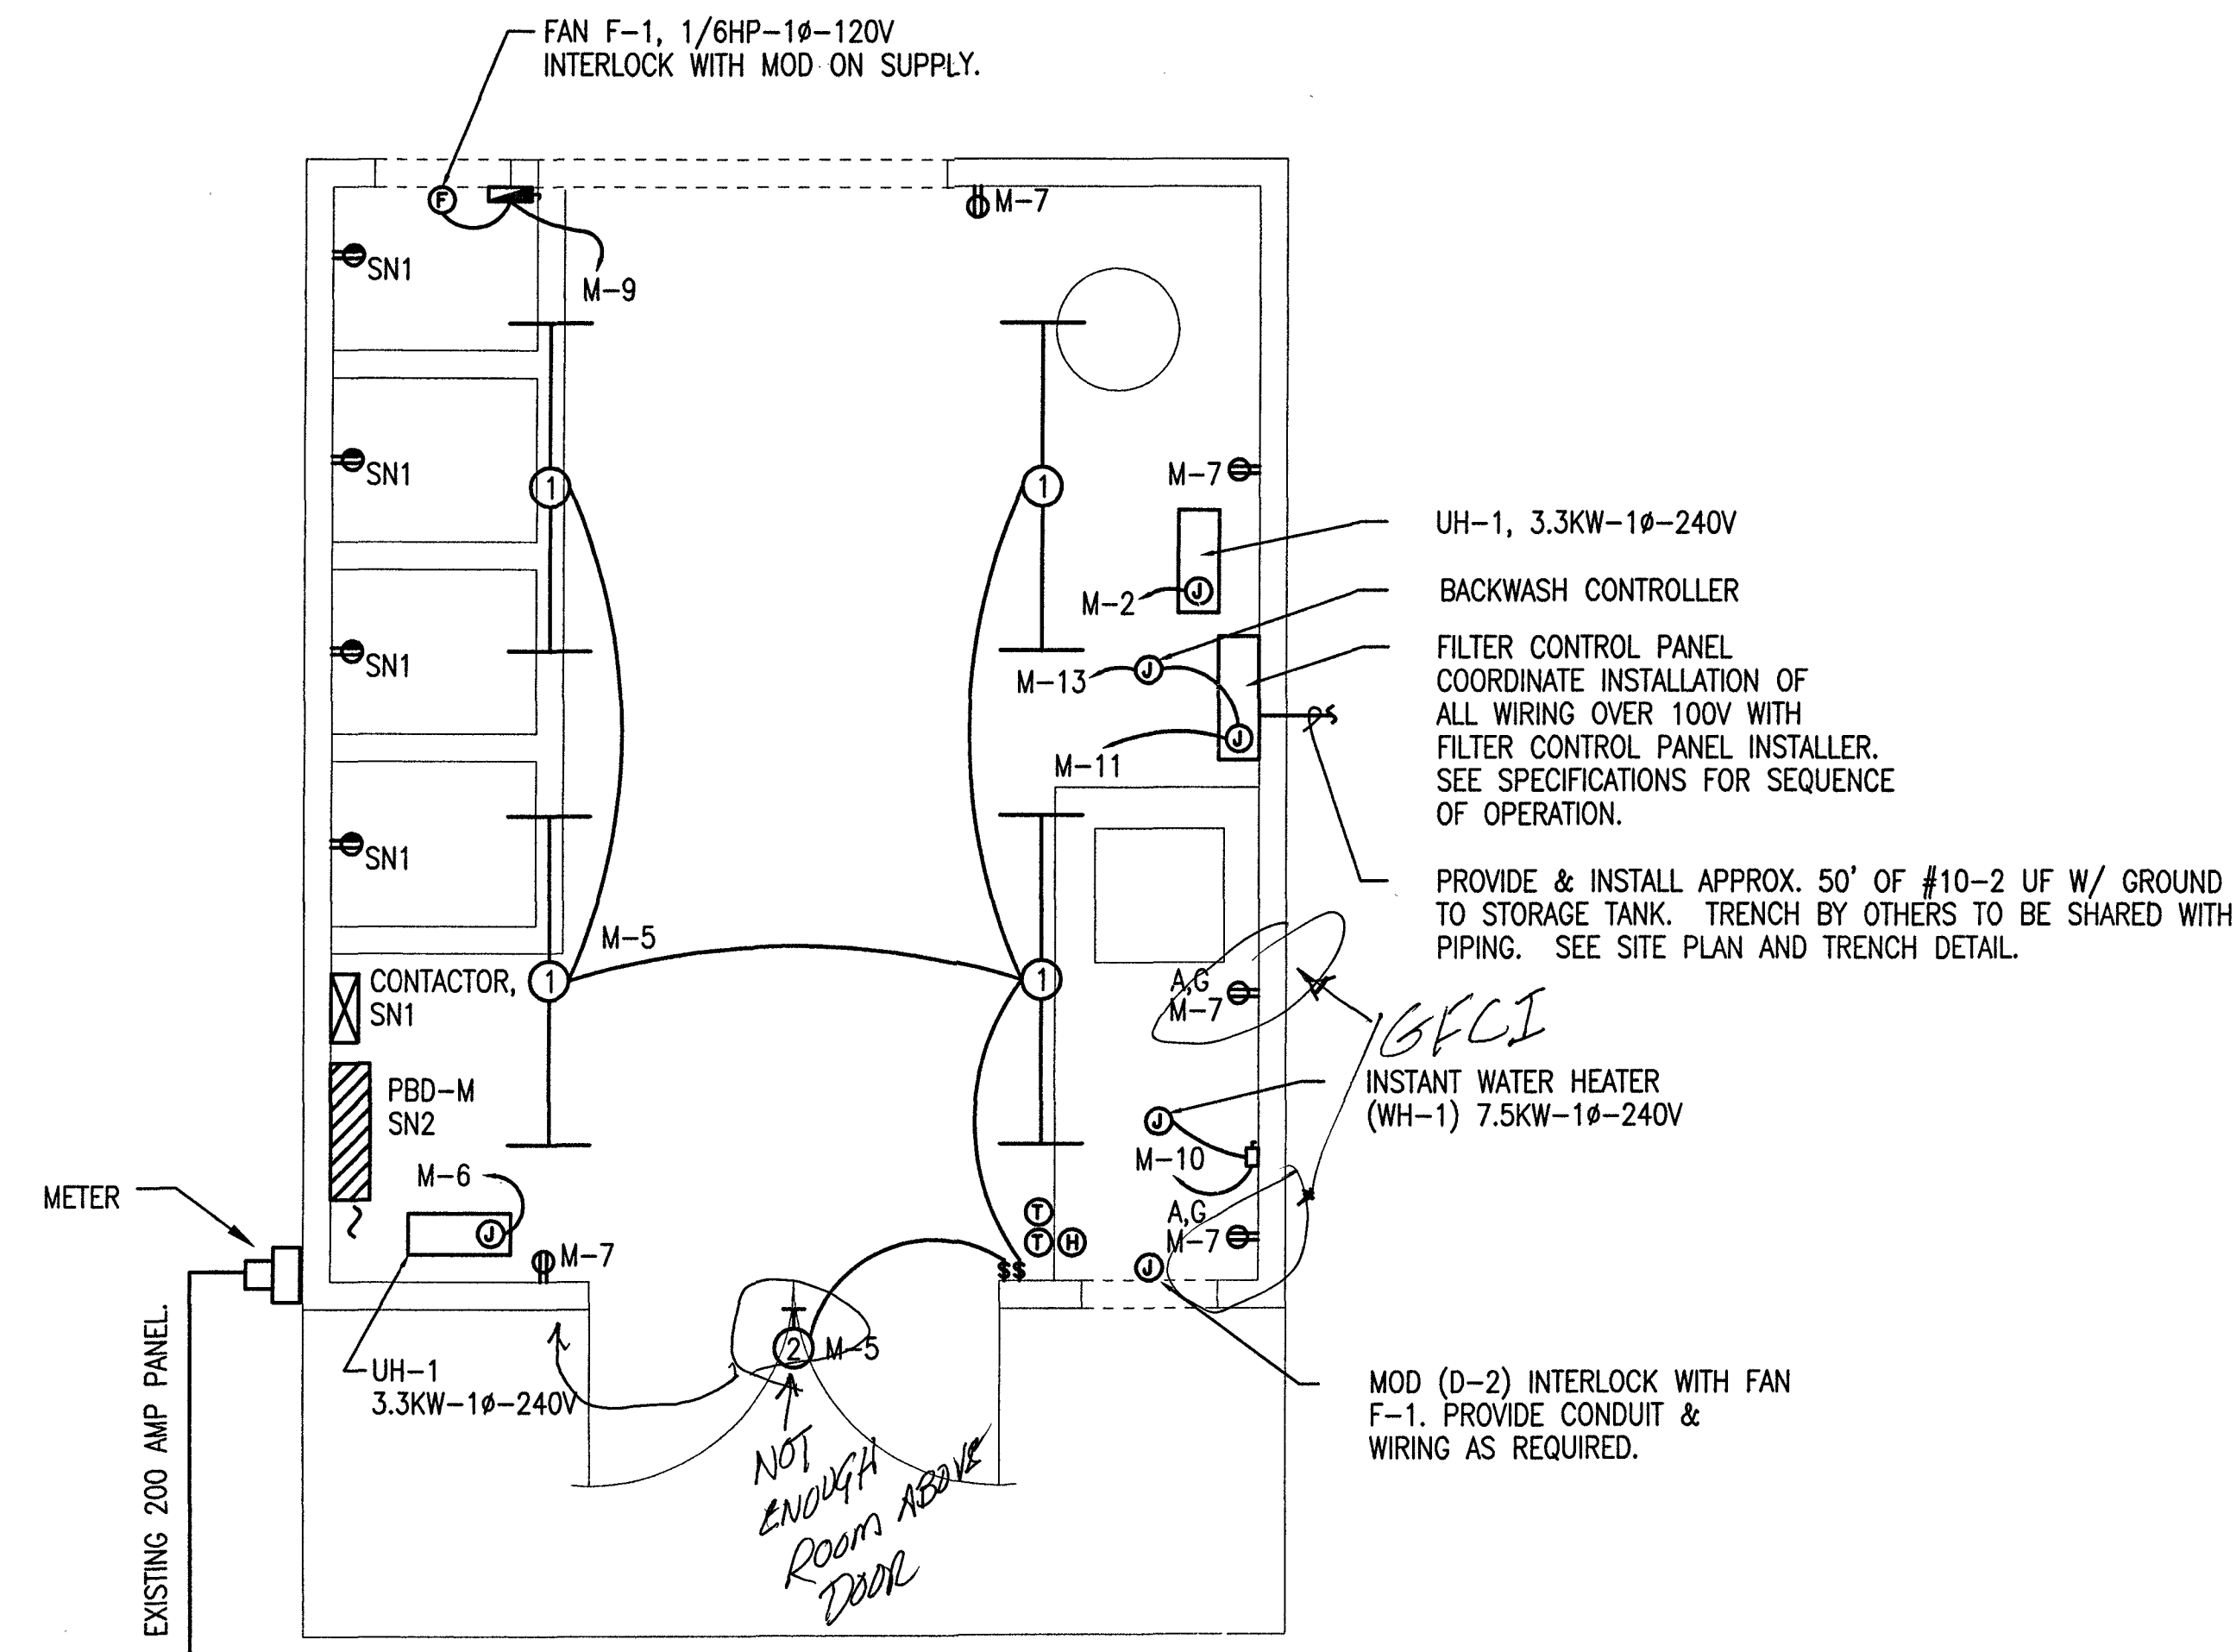 FAN F-1, 1/6HP-1ø-120V
INTERLOCK WITH MOD ON SUPPLY.
F
M-7
SN1
M-9
SN1
1
1
M-7
UH-1, 3.3KW-1ø-240V
M-2
J
BACKWASH CONTROLLER
SN1
M-13
J
FILTER CONTROL PANEL
COORDINATE INSTALLATION OF
ALL WIRING OVER 100V WITH
FILTER CONTROL PANEL INSTALLER.
SEE SPECIFICATIONS FOR SEQUENCE
OF OPERATION.
J
M-11
SN1
PROVIDE & INSTALL APPROX. 50' OF #10-2 UF W/ GROUND
TO STORAGE TANK. TRENCH BY OTHERS TO BE SHARED WITH
PIPING. SEE SITE PLAN AND TRENCH DETAIL.
M-5
CONTACTOR,
SN1
1
1
A,G
M-7
GFCI
PBD-M
SN2
INSTANT WATER HEATER
(WH-1) 7.5KW-1ø-240V
J
M-10
M-6
J
METER
T
T
H
A,G
M-7
M-7
$$
J
2
M-5
UH-1
3.3KW-1ø-240V
MOD (D-2) INTERLOCK WITH FAN
F-1. PROVIDE CONDUIT &
WIRING AS REQUIRED.
NOT
ENOUGH
ROOM ABOVE
DOOR
EXISTING 200 AMP PANEL.